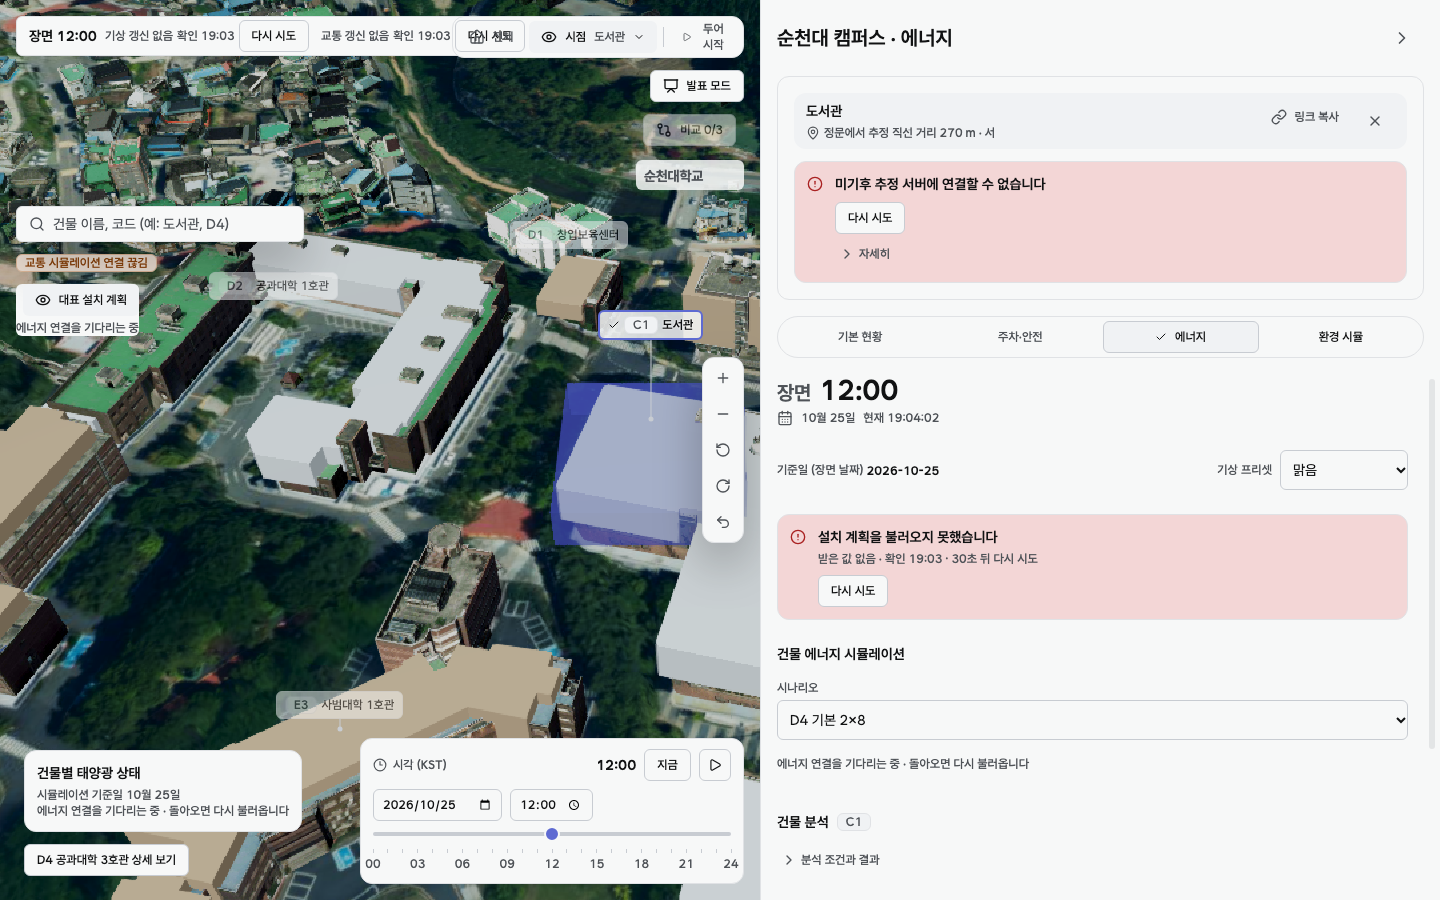 장면 12:00 기상 갱신 없음 확인 19:03 다시 시도 교통 갱신 없음 확인 19:03 다시 시도
시점 도서관
투어 시작
발표 모드
비교 0/3
순천대학교
건물 이름, 코드 (예: 도서관, D4)
교통 시뮬레이션 연결 끊김
대표 설치 계획
에너지 연결을 기다리는 중
D1 창업보육센터
D2 공과대학 1호관
C1 도서관
E3 사범대학 1호관
건물별 태양광 상태
시뮬레이션 기준일 10월 25일
에너지 연결을 기다리는 중 · 돌아오면 다시 불러옵니다
D4 공과대학 3호관 상세 보기
시각 (KST) 12:00 지금
2026/10/25 12:00
00 03 06 09 12 15 18 21 24
순천대 캠퍼스 · 에너지
도서관
정문에서 추정 직선 거리 270 m · 서
링크 복사
미기후 추정 서버에 연결할 수 없습니다
다시 시도
자세히
기본 현황 주차·안전 에너지 환경 시뮬
장면 12:00
10월 25일 현재 19:04:02
기준일 (장면 날짜) 2026-10-25 기상 프리셋 맑음
설치 계획을 불러오지 못했습니다
받은 값 없음 · 확인 19:03 · 30초 뒤 다시 시도
다시 시도
건물 에너지 시뮬레이션
시나리오
D4 기본 2×8
에너지 연결을 기다리는 중 · 돌아오면 다시 불러옵니다
건물 분석 C1
분석 조건과 결과